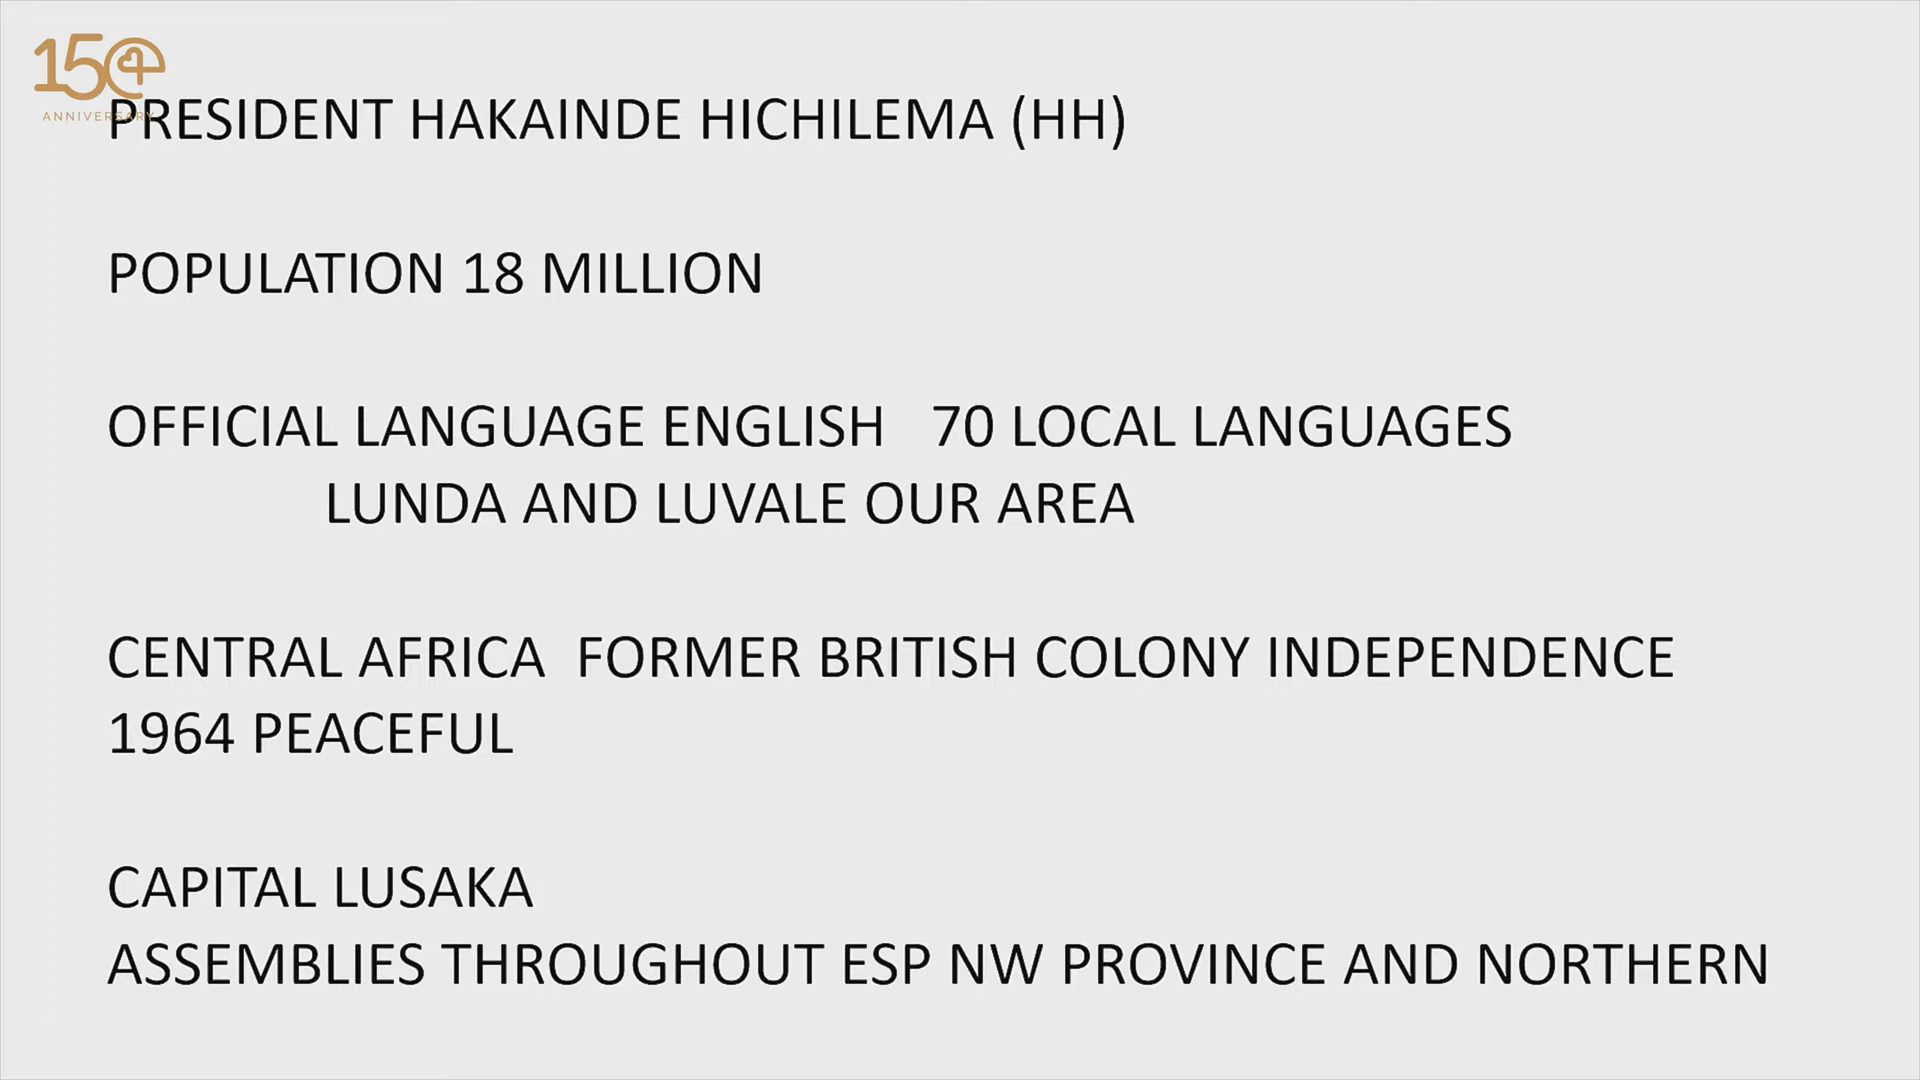 150
ANNIVERSARY
PRESIDENT HAKAINDE HICHILEMA (HH)
POPULATION 18 MILLION
OFFICIAL LANGUAGE ENGLISH 70 LOCAL LANGUAGES
LUNDA AND LUVALE OUR AREA
CENTRAL AFRICA FORMER BRITISH COLONY INDEPENDENCE
1964 PEACEFUL
CAPITAL LUSAKA
ASSEMBLIES THROUGHOUT ESP NW PROVINCE AND NORTHERN